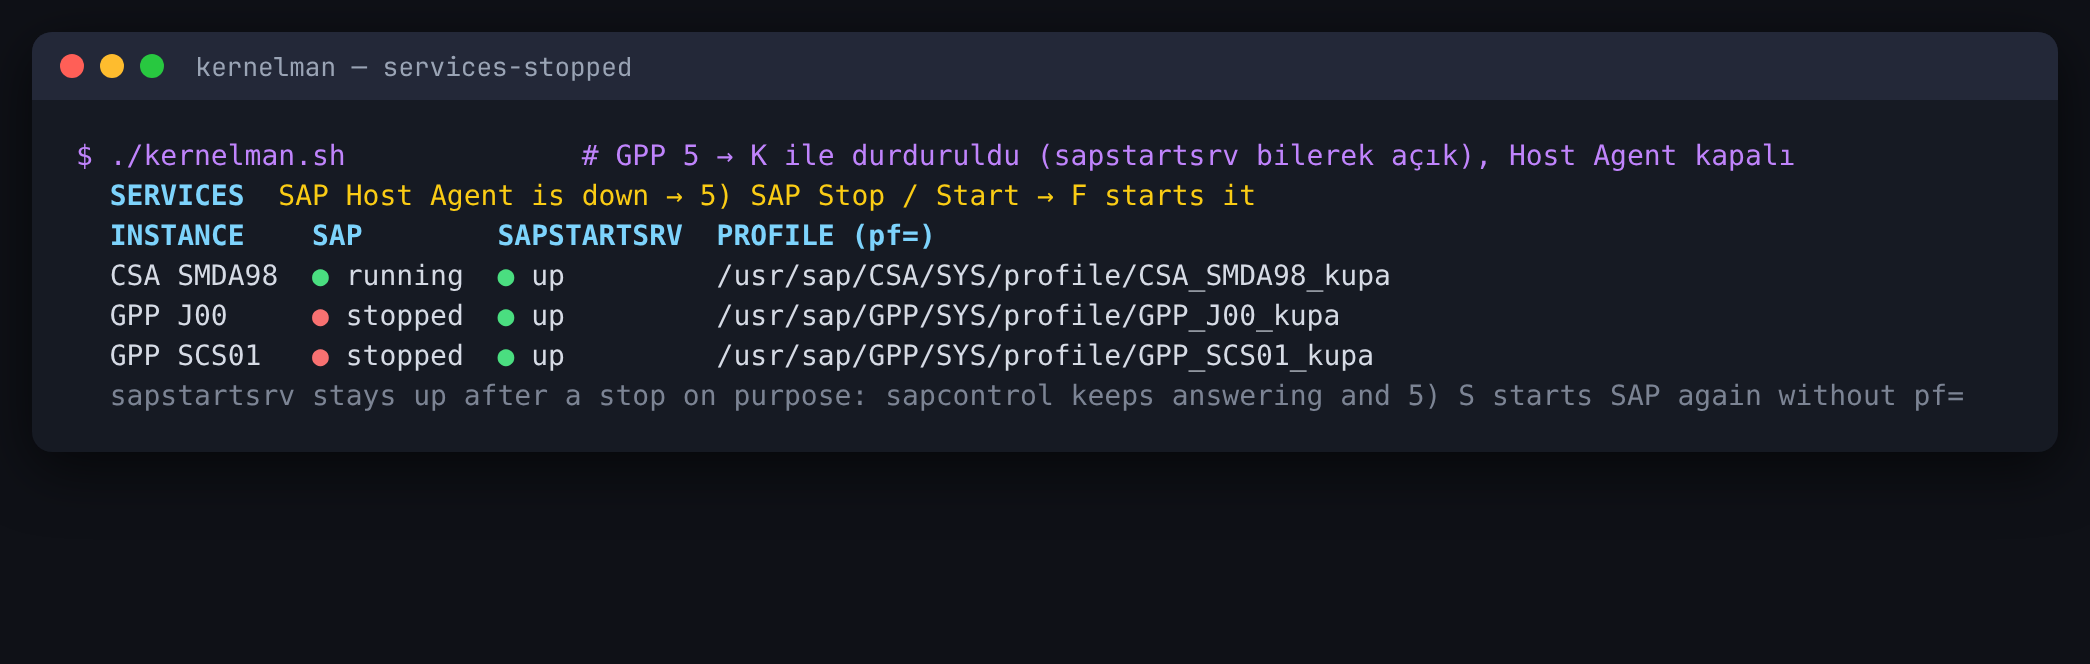 kernelman — services-stopped
$ ./kernelman.sh              # GPP 5 → K ile durduruldu (sapstartsrv bilerek açık), Host Agent kapalı
  SERVICES  SAP Host Agent is down → 5) SAP Stop / Start → F starts it
  INSTANCE    SAP        SAPSTARTSRV  PROFILE (pf=)
  CSA SMDA98  ● running  ● up         /usr/sap/CSA/SYS/profile/CSA_SMDA98_kupa
  GPP J00     ● stopped  ● up         /usr/sap/GPP/SYS/profile/GPP_J00_kupa
  GPP SCS01   ● stopped  ● up         /usr/sap/GPP/SYS/profile/GPP_SCS01_kupa
  sapstartsrv stays up after a stop on purpose: sapcontrol keeps answering and 5) S starts SAP again without pf=